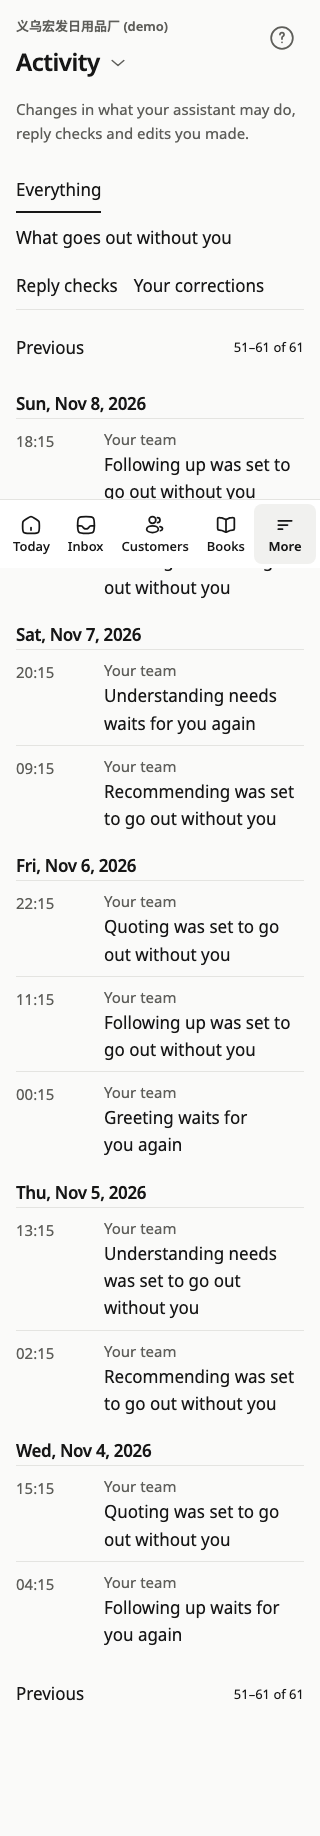 义乌宏发日用品厂 (demo)
Activity
Changes in what your assistant may do,
reply checks and edits you made.
Everything
What goes out without you
Reply checks Your corrections
Previous 51–61 of 61
Sun, Nov 8, 2026
18:15 Your team
Following up was set to
go out without you
Today Inbox Customers Books More
out without you
Sat, Nov 7, 2026
20:15 Your team
Understanding needs
waits for you again
09:15 Your team
Recommending was set
to go out without you
Fri, Nov 6, 2026
22:15 Your team
Quoting was set to go
out without you
11:15 Your team
Following up was set to
go out without you
00:15 Your team
Greeting waits for
you again
Thu, Nov 5, 2026
13:15 Your team
Understanding needs
was set to go out
without you
02:15 Your team
Recommending was set
to go out without you
Wed, Nov 4, 2026
15:15 Your team
Quoting was set to go
out without you
04:15 Your team
Following up waits for
you again
Previous 51–61 of 61